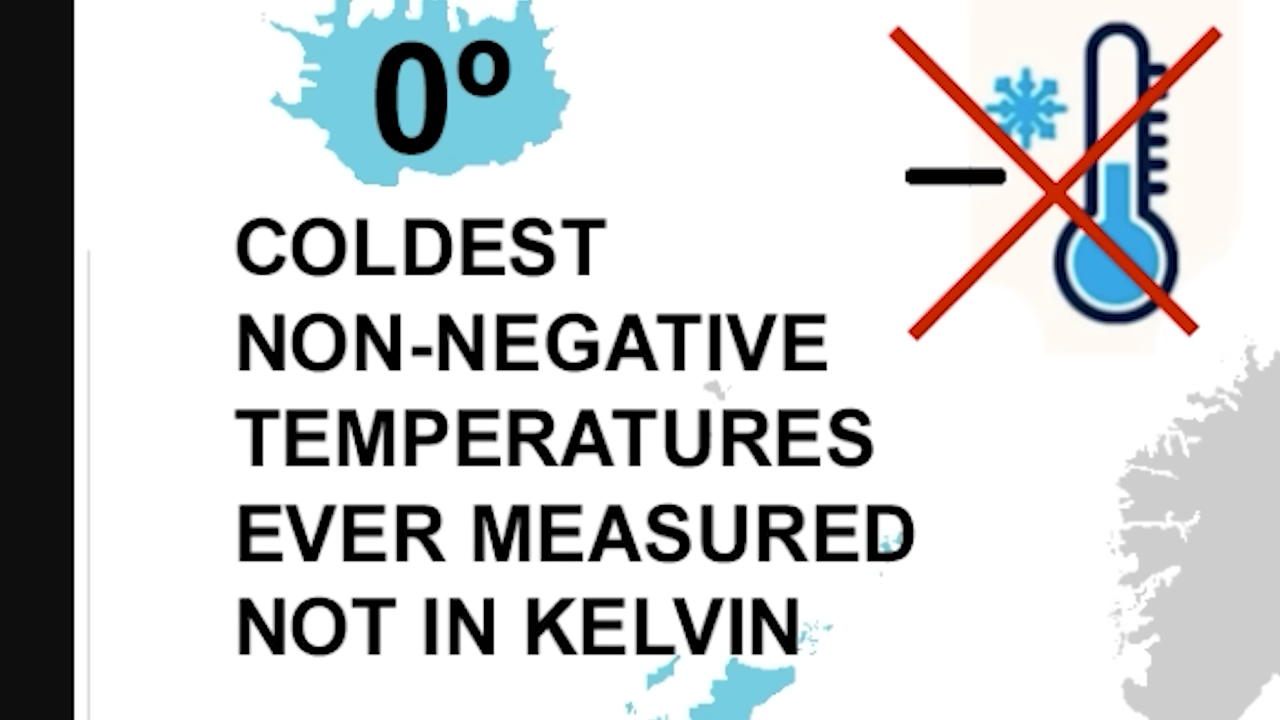 0º
COLDEST
NON-NEGATIVE
TEMPERATURES
EVER MEASURED
NOT IN KELVIN